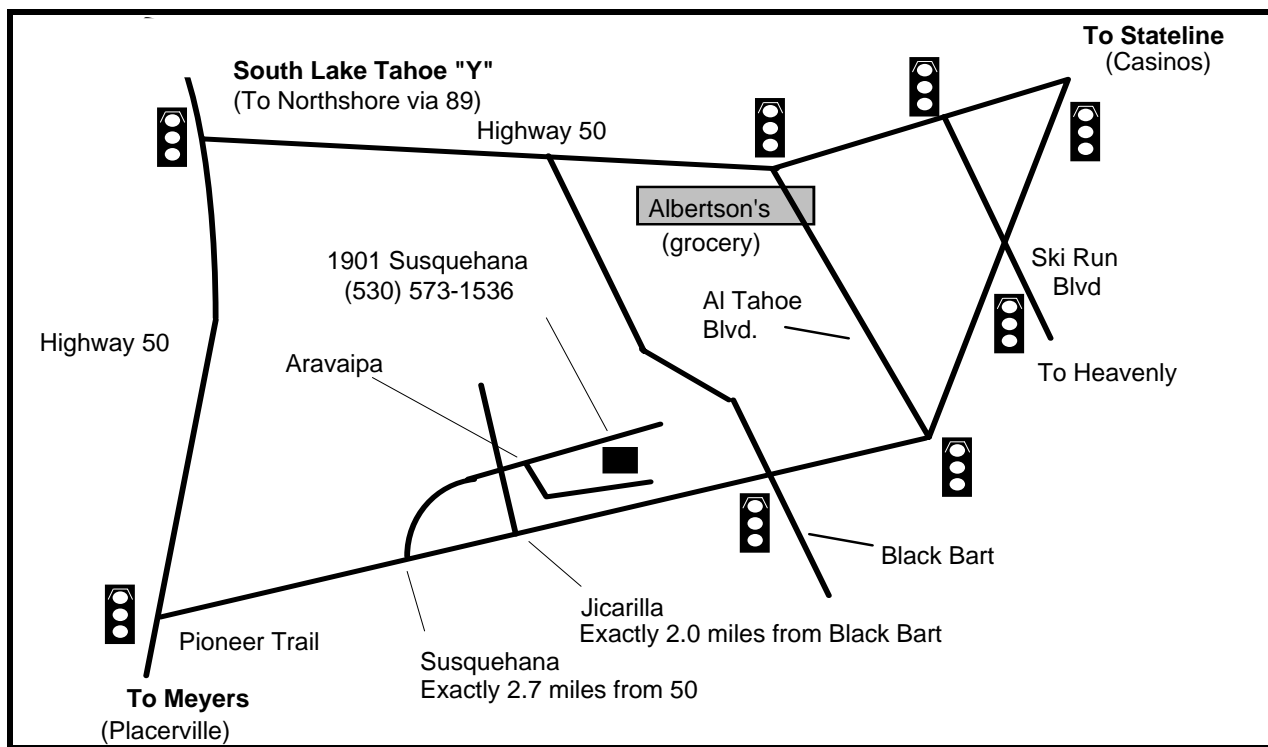 To Stateline
(Casinos)
South Lake Tahoe "Y"
(To Northshore via 89)
Highway 50
Albertson's
(grocery)
1901 Susquehana
(530) 573-1536
Ski Run
Blvd
Al Tahoe
Blvd.
Highway 50
Aravaipa
To Heavenly
Black Bart
Jicarilla
Exactly 2.0 miles from Black Bart
Pioneer Trail
Susquehana
Exactly 2.7 miles from 50
To Meyers
(Placerville)